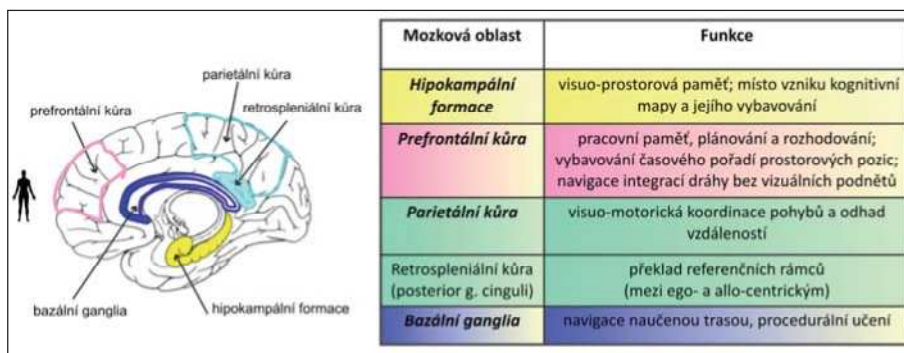 parietální kůra
retrospleniální kůra
prefrontální kůra
bazální ganglia
hipokampální formace
Mozková oblast
Funkce
Hipokampální
formace
visuo-prostorová paměť; místo vzniku kognitivní
mapy a jejího vybavování
Prefrontální kůra
pracovní paměť, plánování a rozhodování;
vybavování časového pořadí prostorových pozic;
navigace integrací dráhy bez vizuálních podnětů
Parietální kůra
visuo-motorická koordinace pohybů a odhad
vzdáleností
Retrospleniální kůra
(posterior g. cinguli)
překlad referenčních rámců
(mezi ego- a allo-centrickým)
Bazální ganglia
navigace naučenou trasou, procedurální učení